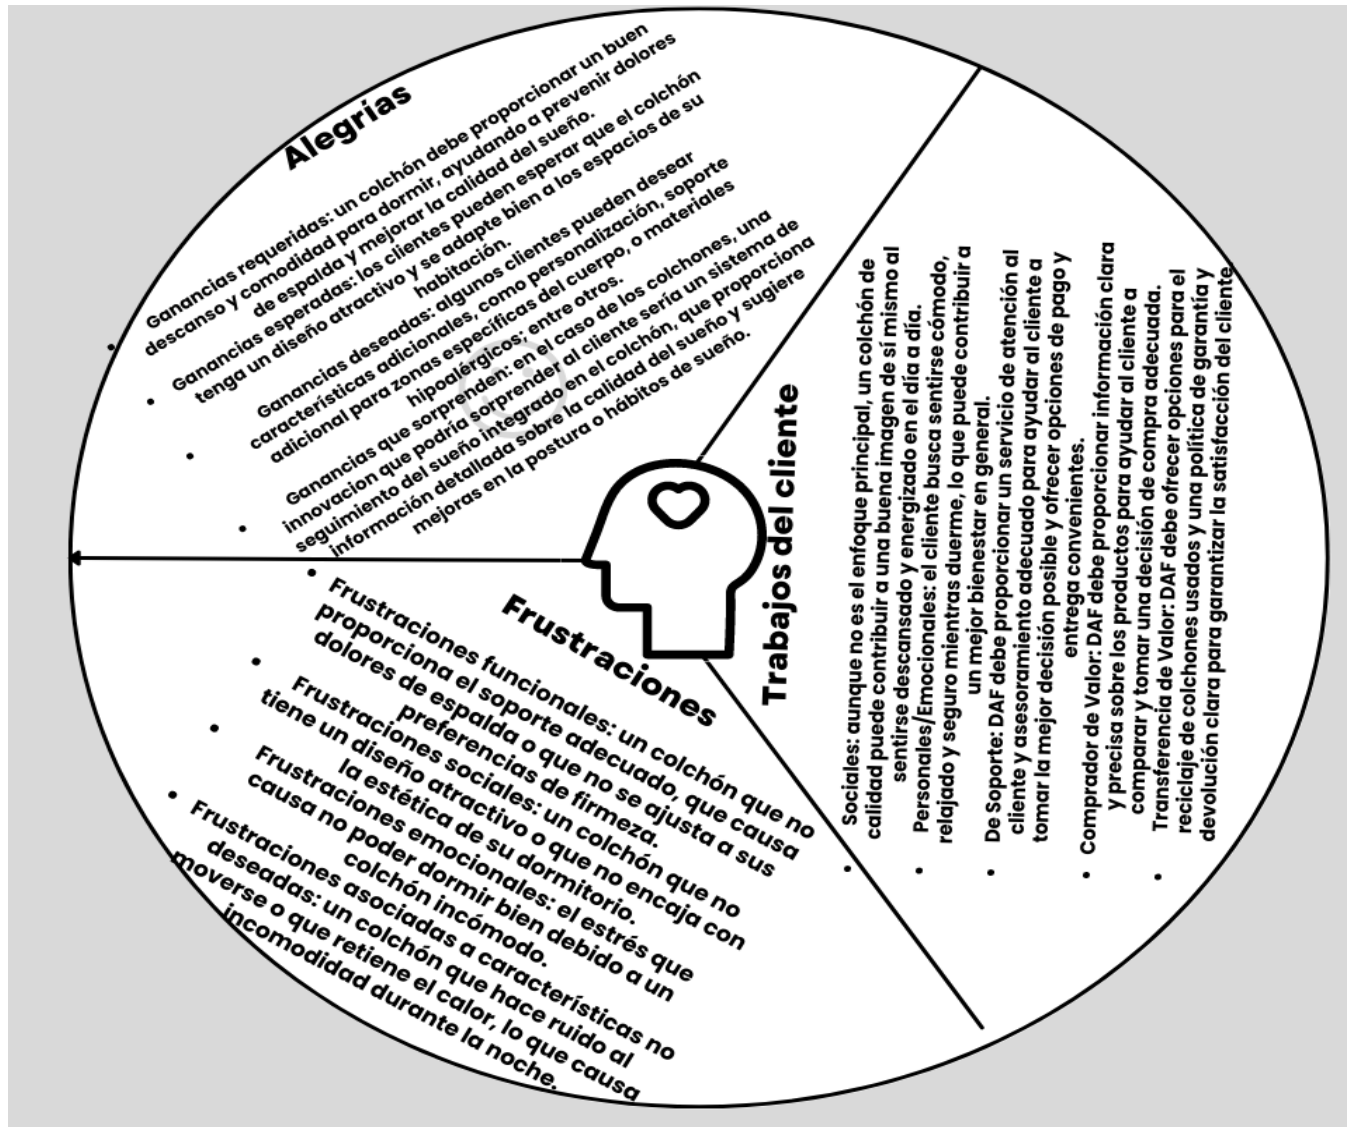 Alegrías
Ganancias requeridas: un colchón debe proporcionar un buen
descanso y comodidad para dormir, ayudando a prevenir dolores
de espalda y mejorar la calidad del sueño.
Ganancias esperadas: los clientes pueden esperar que el colchón
tenga un diseño atractivo y se adapte bien a los espacios de su
habitación.
Ganancias deseadas: algunos clientes pueden desear
características adicionales, como personalización, soporte
adicional para zonas específicas del cuerpo, o materiales
hipoalérgicos; entre otros.
Ganancias que sorprenden: en el caso de los colchones, una
innovacion que podría sorprender al cliente sería un sistema de
seguimiento del sueño integrado en el colchón, que proporciona
información detallada sobre la calidad del sueño y sugiere
mejoras en la postura o hábitos de sueño.
Trabajos del cliente
Sociales: aunque no es el enfoque principal, un colchón de
calidad puede contribuir a una buena imagen de sí mismo al
sentirse descansado y energizado en el día a día.
Personales/Emocionales: el cliente busca sentirse cómodo,
relajado y seguro mientras duerme, lo que puede contribuir a
un mejor bienestar en general.
De Soporte: DAF debe proporcionar un servicio de atención al
cliente y asesoramiento adecuado para ayudar al cliente a
tomar la mejor decisión posible y ofrecer opciones de pago y
entrega convenientes.
Comprador de Valor: DAF debe proporcionar información clara
y precisa sobre los productos para ayudar al cliente a
comparar y tomar una decisión de compra adecuada.
Transferencia de Valor: DAF debe ofrecer opciones para el
reciclaje de colchones usados y una política de garantía y
devolución clara para garantizar la satisfacción del cliente.
Frustraciones
Frustraciones funcionales: un colchón que no
proporciona el soporte adecuado, que causa
dolores de espalda o que no se ajusta a sus
preferencias de firmeza.
Frustraciones sociales: un colchón que no
tiene un diseño atractivo o que no encaja con
la estética de su dormitorio.
Frustraciones emocionales: el estrés que
causa no poder dormir bien debido a un
colchón incómodo.
Frustraciones asociadas a características no
deseadas: un colchón que hace ruido al
moverse o que retiene el calor, lo que causa
incomodidad durante la noche.